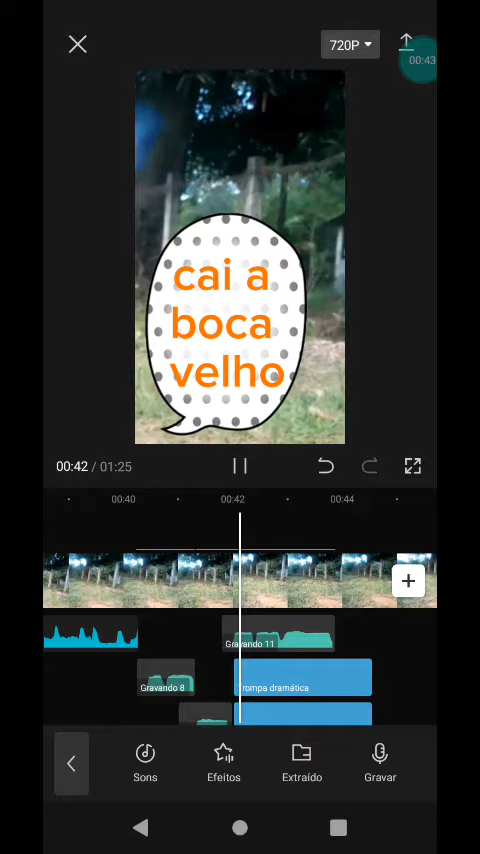 720P
00:43
cai a
boca
velho
00:42 / 01:25
00:40
00:42
00:44
Gravando 11
Gravando 8
Trompa dramática
Sons
Efeitos
Extraído
Gravar